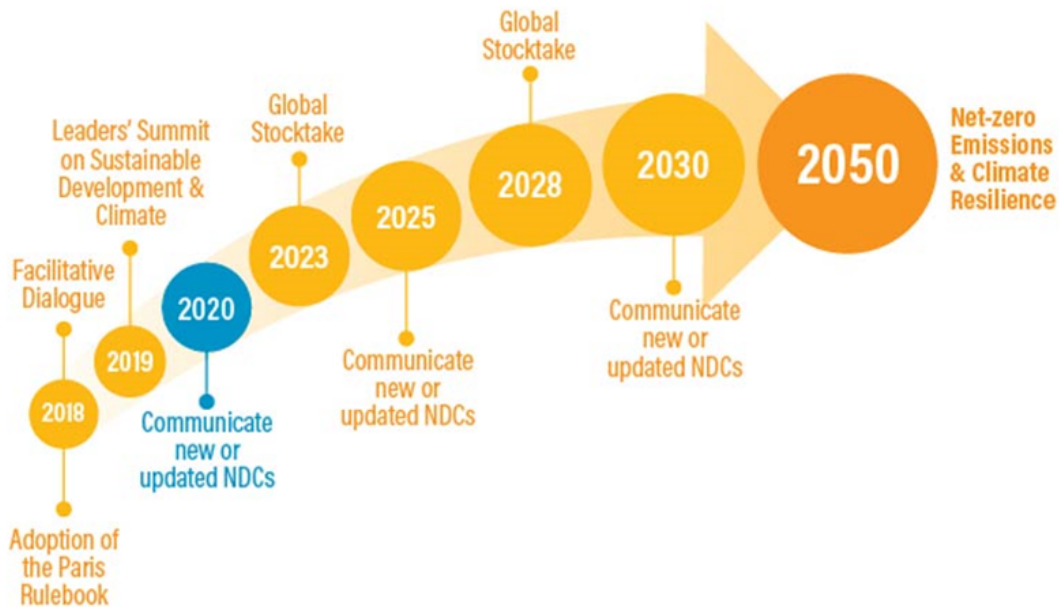 Facilitative
Dialogue
2018
Adoption of
the Paris
Rulebook
Leaders' Summit
on Sustainable
Development &
Climate
2019
2020
Communicate
new or
updated NDCs
Global
Stocktake
2023
2025
Communicate
new or
updated NDCs
Global
Stocktake
2028
2030
Communicate
new or
updated NDCs
2050
Net-zero
Emissions
& Climate
Resilience